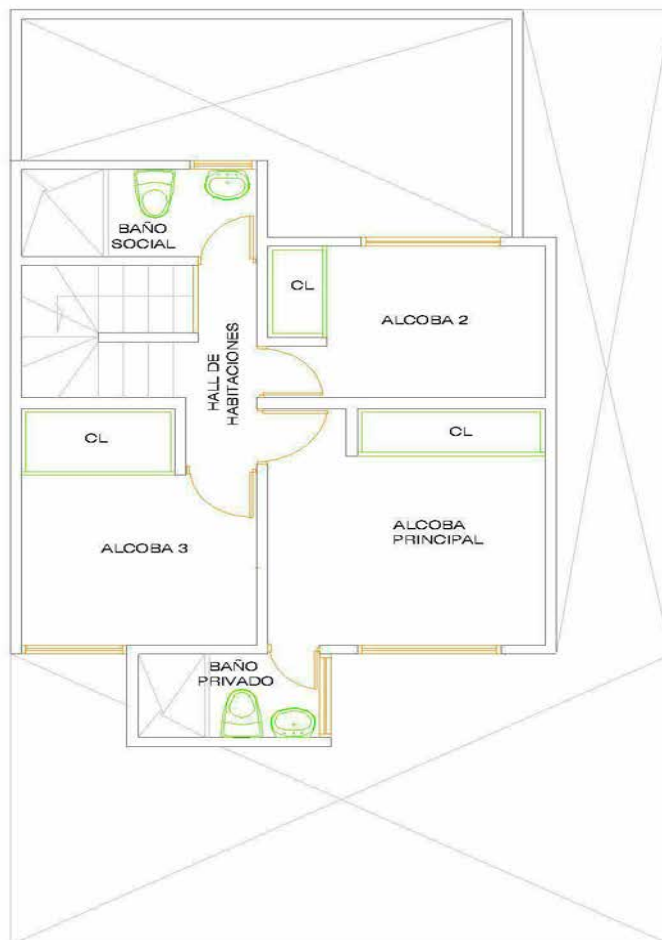 BAÑO
SOCIAL
CL
ALCOBA 2
HALL DE
HABITACIONES
CL
CL
ALCOBA 3
ALCOBA
PRINCIPAL
BAÑO
PRIVADO